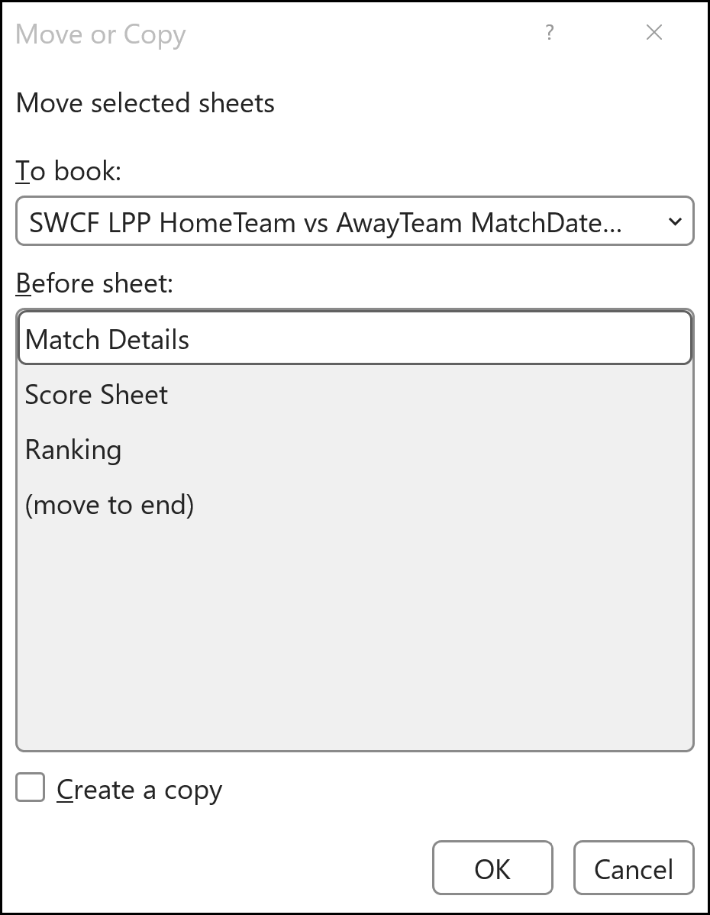 Move or Copy ?
Move selected sheets
To book:
SWCF LPP HomeTeam vs AwayTeam MatchDate...
Before sheet:
Match Details
Score Sheet
Ranking
(move to end)
Create a copy
OK Cancel